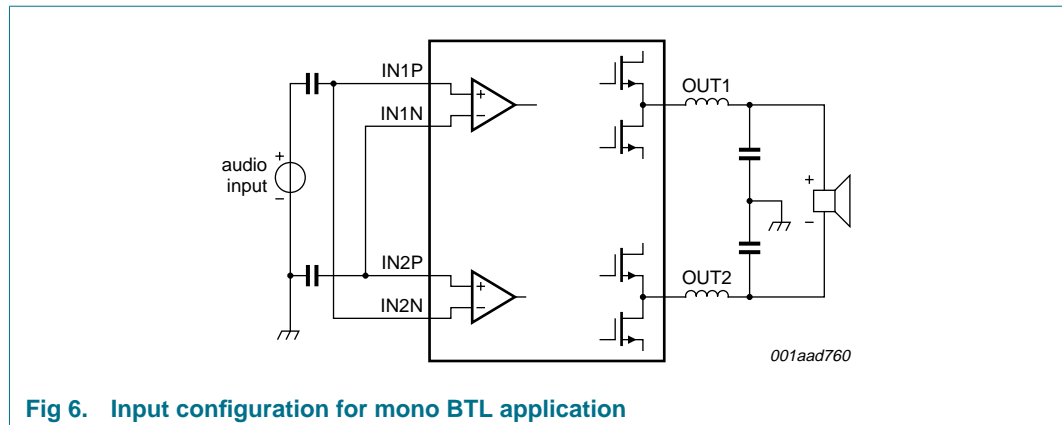 IN1P
OUT1
+
IN1N
−
+
audio
input
−
+
−
IN2P
OUT2
+
IN2N
−
001aad760
Fig 6. Input configuration for mono BTL application